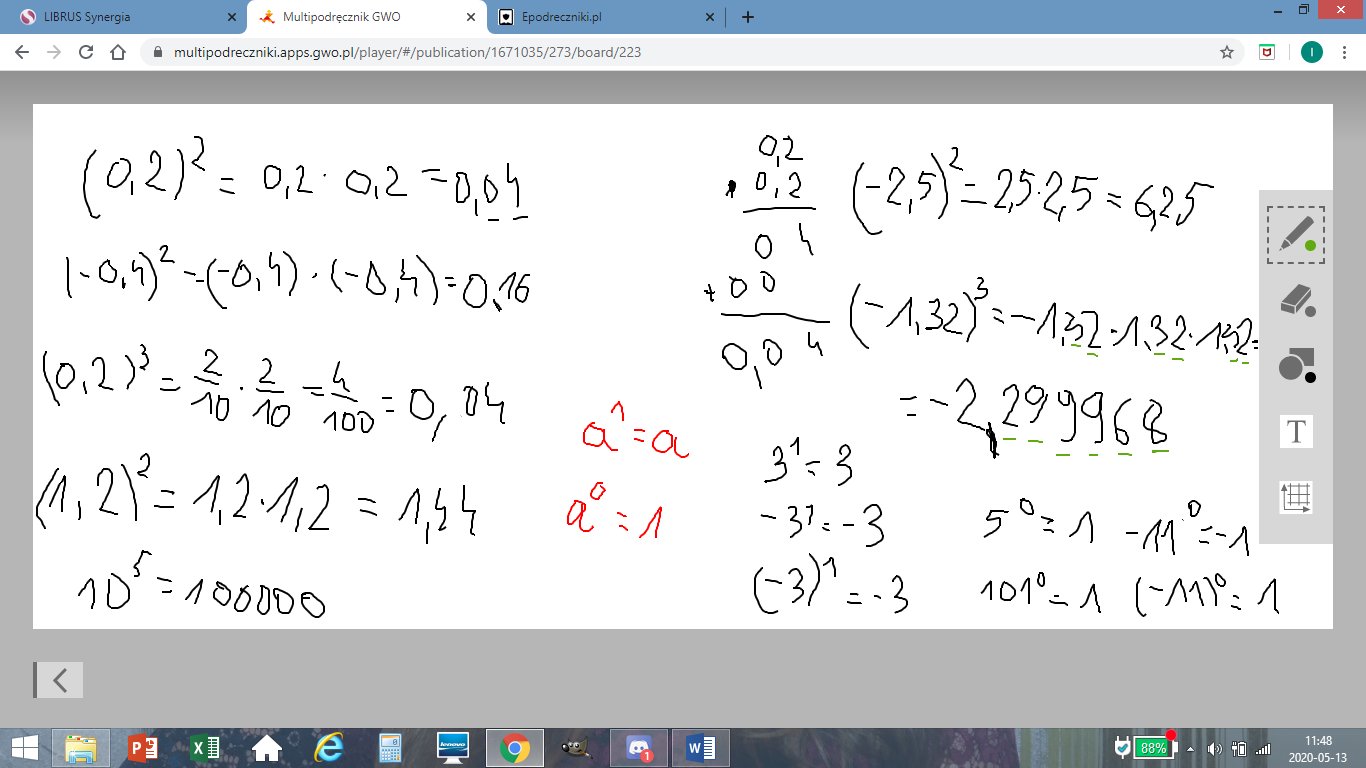 LIBRUS Synergia
Multipodręcznik GWO
Epodreczniki.pl
multipodreczniki.apps.gwo.pl/player/#/publication/1671035/273/board/223
I
(0,2)² = 0,2 · 0,2 = 0,04
(-0,4)² = (-0,4) · (-0,4) = 0,16
(0,2)³ = 2/10 · 2/10 = 4/100 = 0,04
(1,2)² = 1,2 · 1,2 = 1,44
10⁵ = 100000
a¹ = a
a⁰ = 1
0,2
· 0,2
0 4
+ 0 0
0,0 4
(-2,5)² = 2,5 · 2,5 = 6,25
(-1,32)³ = -1,32 · 1,32 · 1,32 =
= -2,299968
3¹ = 3
-3¹ = -3
(-3)¹ = -3
5⁰ = 1
-11⁰ = -1
101⁰ = 1
(-11)⁰ = 1
T
lenovo
1
88%
11:48
2020-05-13